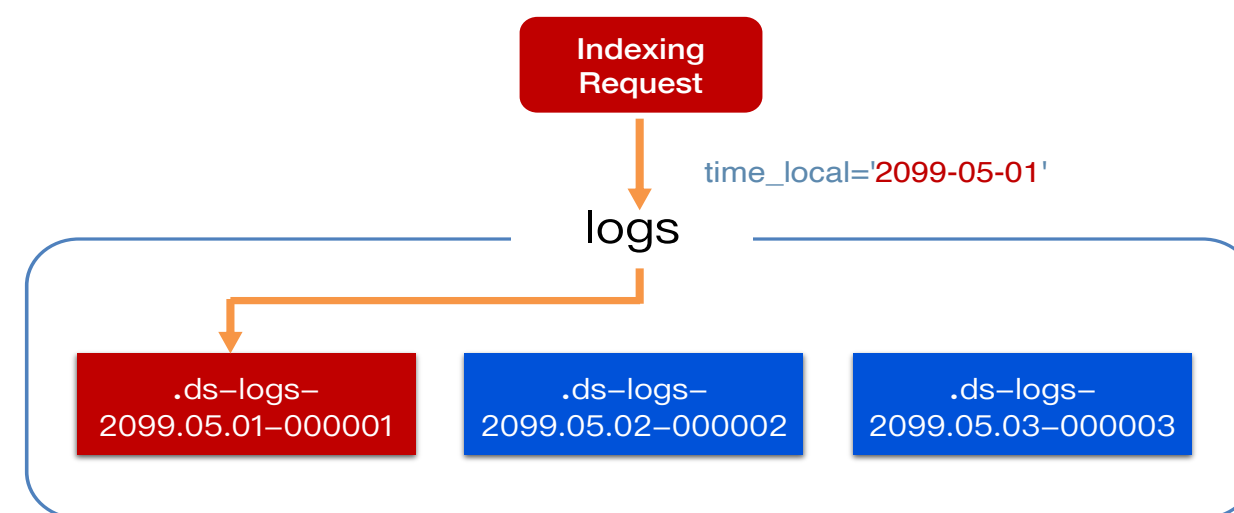 Indexing
Request
time_local='2099-05-01'
logs
.ds-logs-
2099.05.01-000001
.ds-logs-
2099.05.02-000002
.ds-logs-
2099.05.03-000003